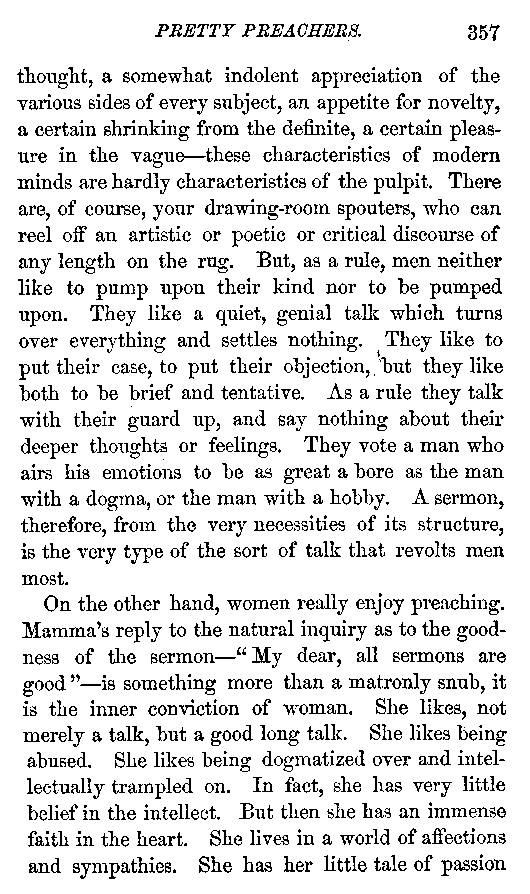 PRETTY PREACHERS. 357
thought, a somewhat indolent appreciation of the
various sides of every subject, an appetite for novelty,
a certain shrinking from the definite, a certain pleas-
ure in the vague—these characteristics of modern
minds are hardly characteristics of the pulpit. There
are, of course, your drawing-room spouters, who can
reel off an artistic or poetic or critical discourse of
any length on the rug. But, as a rule, men neither
like to pump upon their kind nor to be pumped
upon. They like a quiet, genial talk which turns
over everything and settles nothing. They like to
put their case, to put their objection, but they like
both to be brief and tentative. As a rule they talk
with their guard up, and say nothing about their
deeper thoughts or feelings. They vote a man who
airs his emotions to be as great a bore as the man
with a dogma, or the man with a hobby. A sermon,
therefore, from the very necessities of its structure,
is the very type of the sort of talk that revolts men
most.
On the other hand, women really enjoy preaching.
Mamma's reply to the natural inquiry as to the good-
ness of the sermon—“My dear, all sermons are
good”—is something more than a matronly snub, it
is the inner conviction of woman. She likes, not
merely a talk, but a good long talk. She likes being
abused. She likes being dogmatized over and intel-
lectually trampled on. In fact, she has very little
belief in the intellect. But then she has an immense
faith in the heart. She lives in a world of affections
and sympathies. She has her little tale of passion